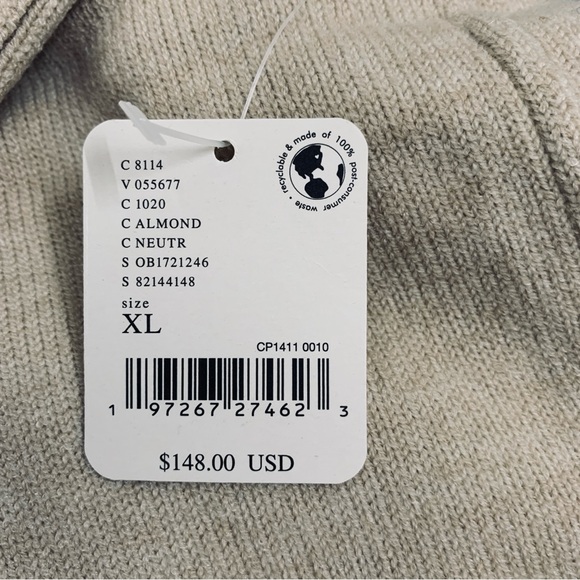 C 8114
V 055677
C 1020
C ALMOND
C NEUTR
S OB1721246
S 82144148
size
XL
recyclable & made of 100% post-consumer waste •
CP1411 0010
1 97267 27462 3
$148.00 USD